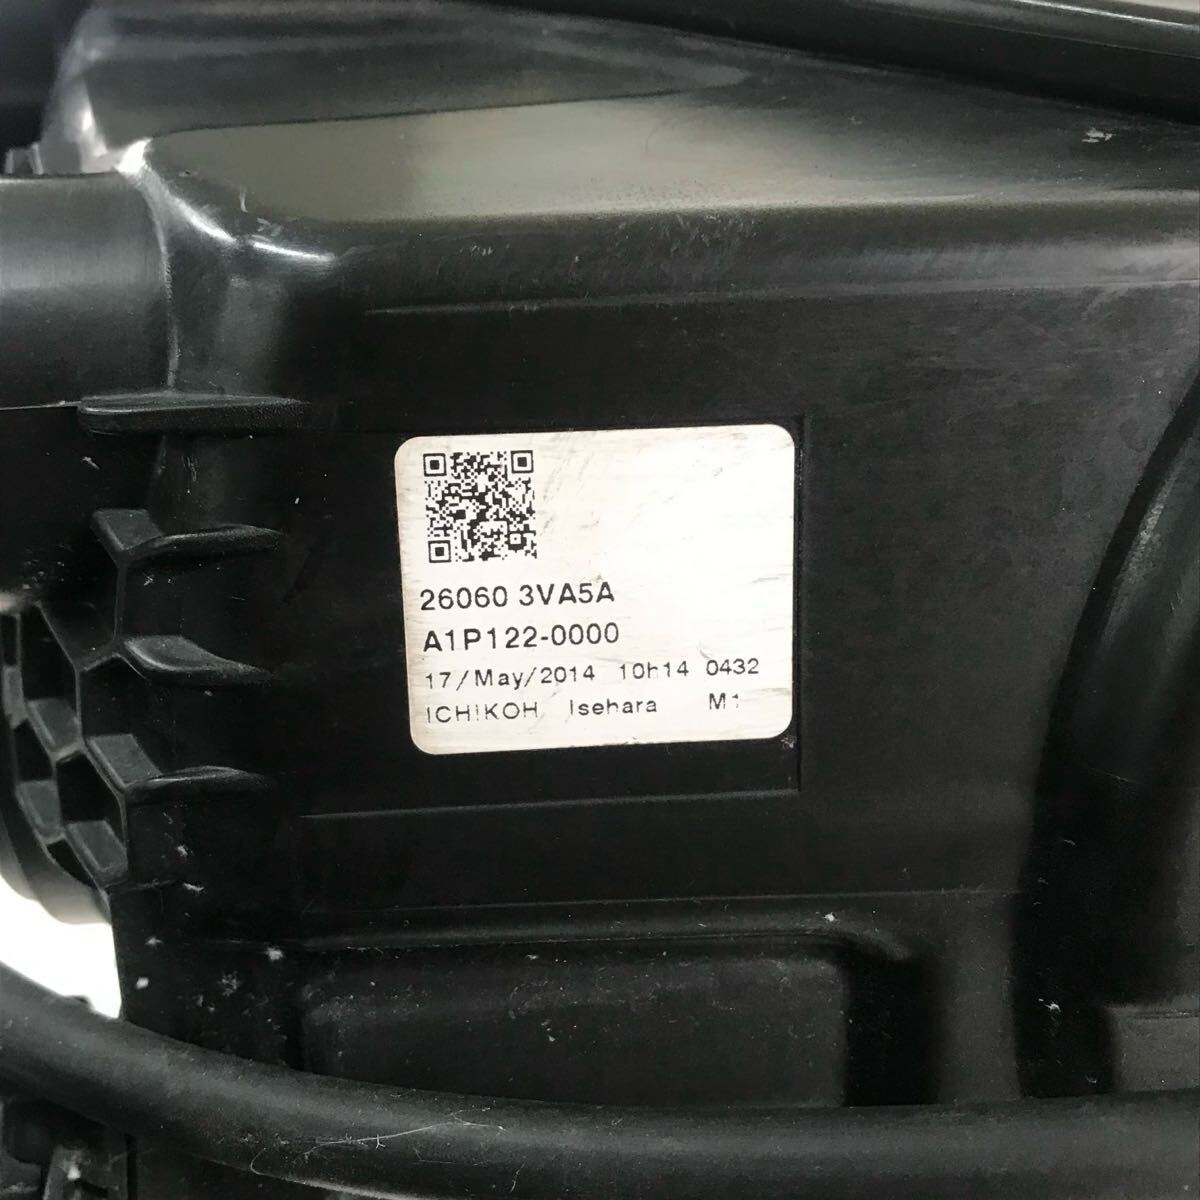 26060 3VA5A
A1P122-0000
17/May/2014 10h14 0432
ICHIKOH Isehara M1